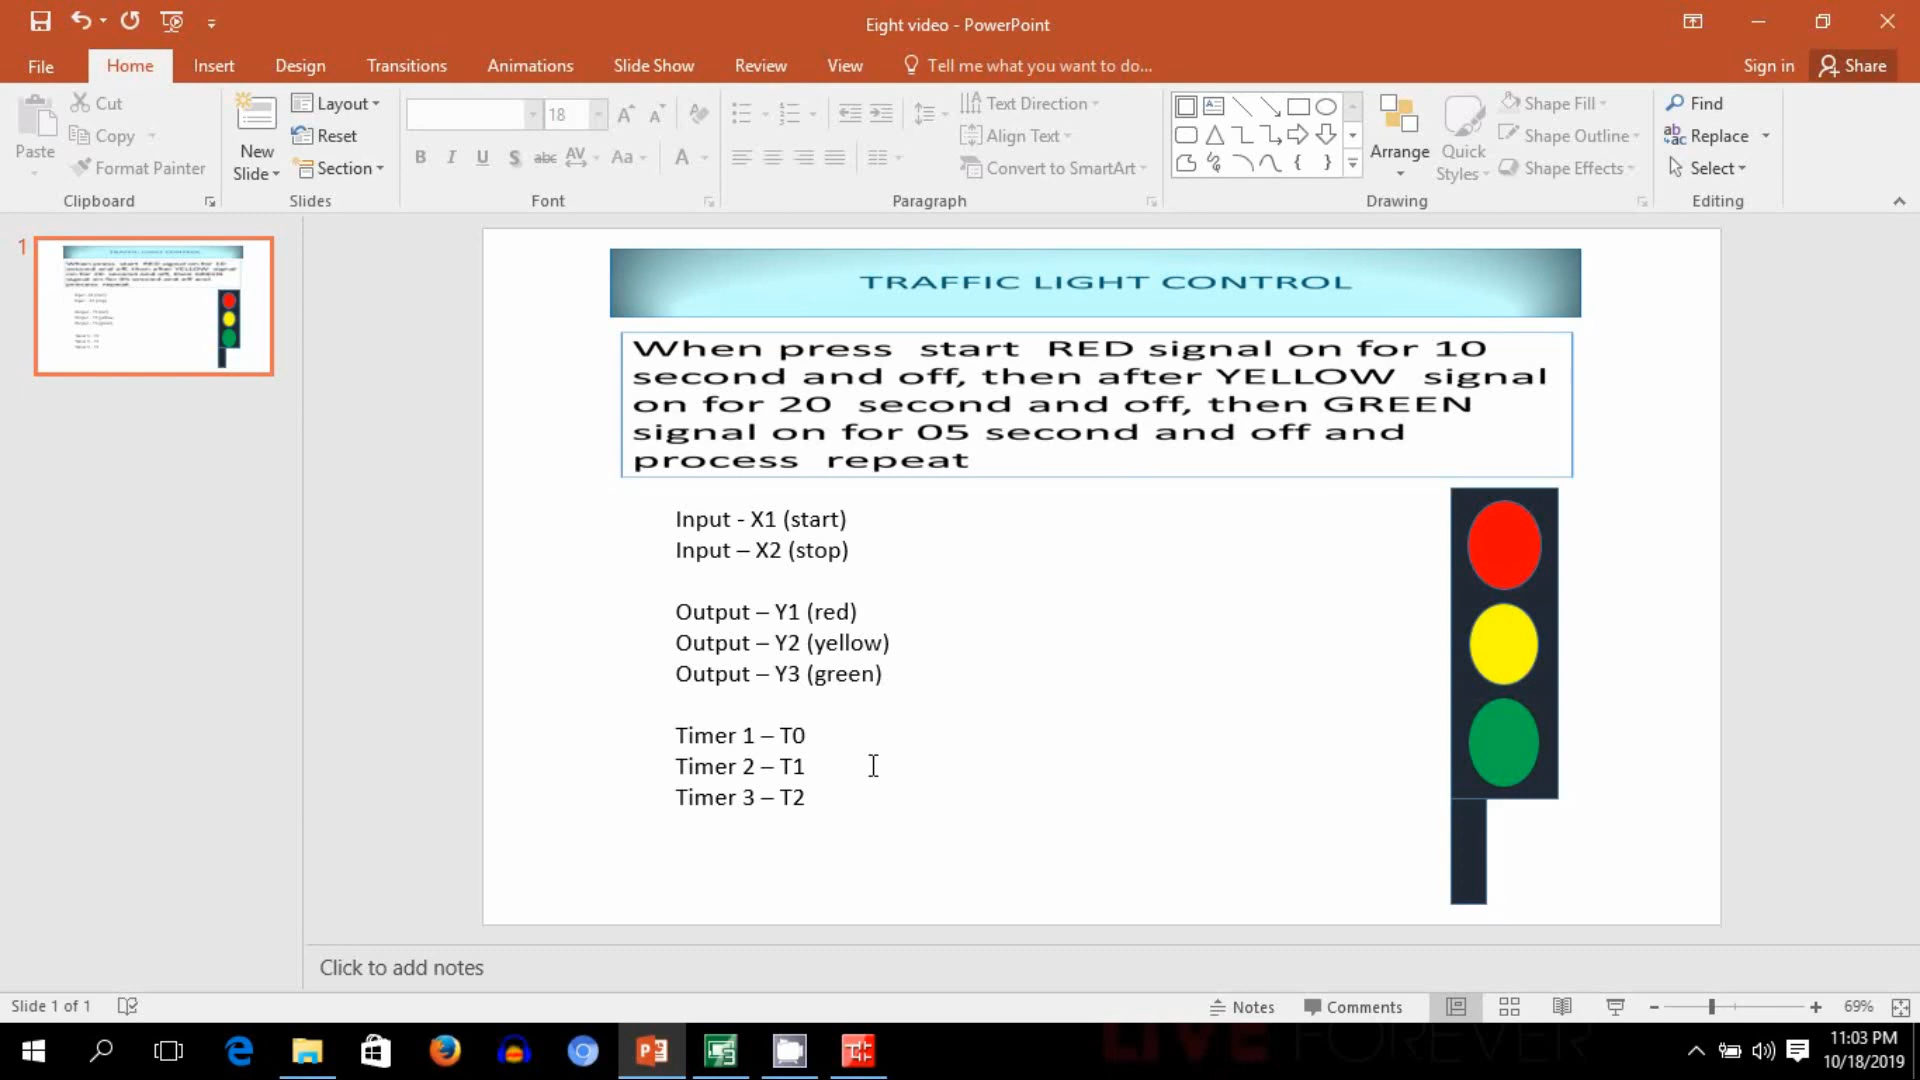 Eight video - PowerPoint
File Home Insert Design Transitions Animations Slide Show Review View Tell me what you want to do... Sign in Share
Cut
Copy
Format Painter
Paste
Clipboard
New
Slide
Layout
Reset
Section
Slides
18
B I U S abc AV Aa A
Font
Text Direction
Align Text
Convert to SmartArt
Paragraph
Arrange
Quick
Styles
Shape Fill
Shape Outline
Shape Effects
Drawing
Find
Replace
Select
Editing
1
TRAFFIC LIGHT CONTROL
When press start RED signal on for 10
second and off, then after YELLOW signal
on for 20 second and off, then GREEN
signal on for 05 second and off and
process repeat
Input - X1 (start)
Input – X2 (stop)
Output – Y1 (red)
Output – Y2 (yellow)
Output – Y3 (green)
Timer 1 – T0
Timer 2 – T1
Timer 3 – T2
Click to add notes
Slide 1 of 1
Notes Comments 69%
LIVE FOREVER
11:03 PM
10/18/2019